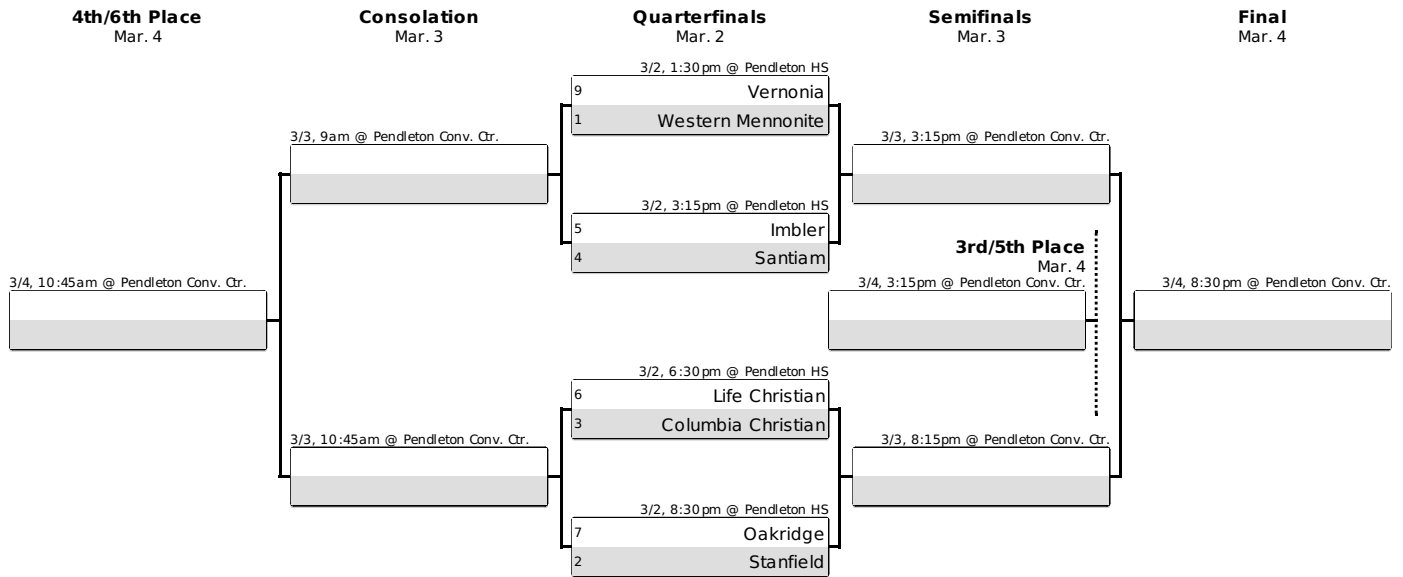 4th/6th Place
Mar. 4
Consolation
Mar. 3
Quarterfinals
Mar. 2
Semifinals
Mar. 3
Final
Mar. 4
3/2, 1:30pm @ Pendleton HS
9 Vernonia
1 Western Mennonite
3/3, 9am @ Pendleton Conv. Ctr.
3/3, 3:15pm @ Pendleton Conv. Ctr.
3/2, 3:15pm @ Pendleton HS
5 Imbler
4 Santiam
3rd/5th Place
Mar. 4
3/4, 10:45am @ Pendleton Conv. Ctr.
3/4, 3:15pm @ Pendleton Conv. Ctr.
3/4, 8:30pm @ Pendleton Conv. Ctr.
3/2, 6:30pm @ Pendleton HS
6 Life Christian
3 Columbia Christian
3/3, 10:45am @ Pendleton Conv. Ctr.
3/3, 8:15pm @ Pendleton Conv. Ctr.
3/2, 8:30pm @ Pendleton HS
7 Oakridge
2 Stanfield